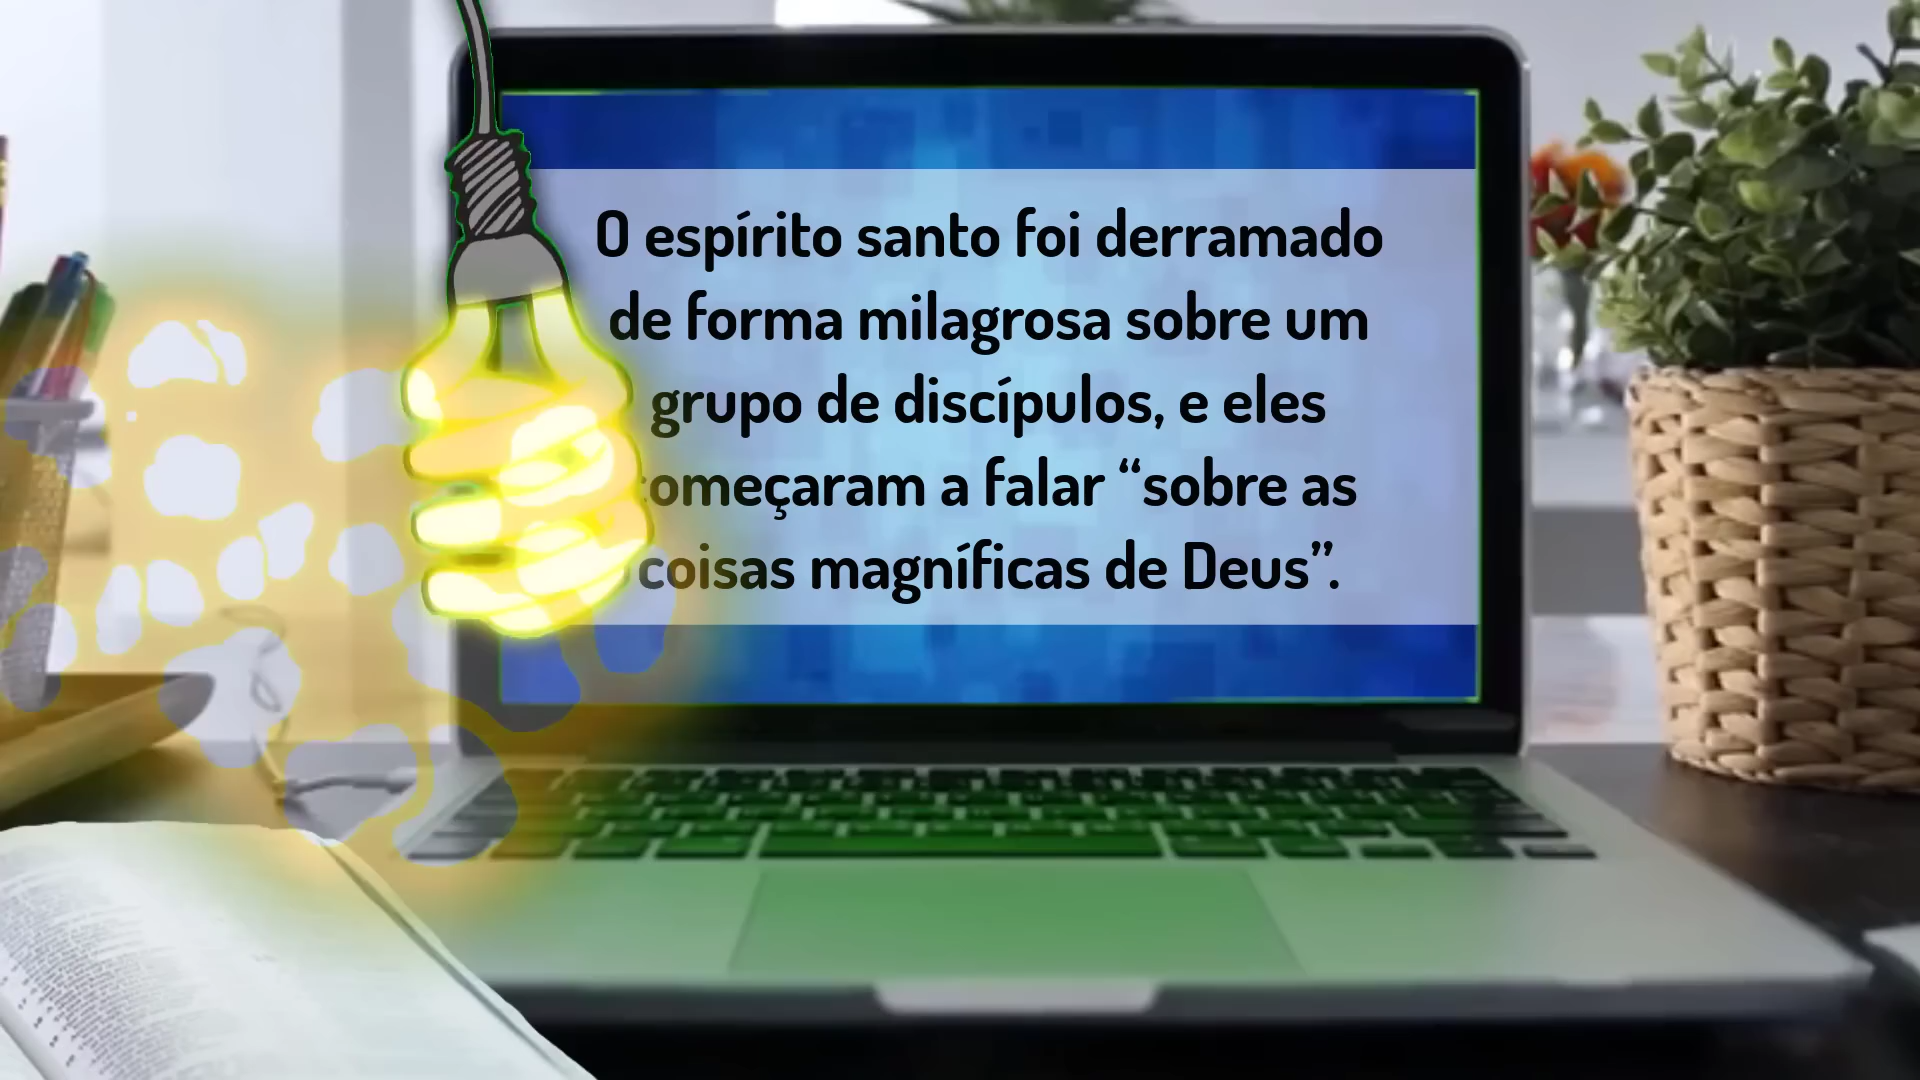 O espírito santo foi derramado
de forma milagrosa sobre um
grupo de discípulos, e eles
começaram a falar “sobre as
coisas magníficas de Deus”.